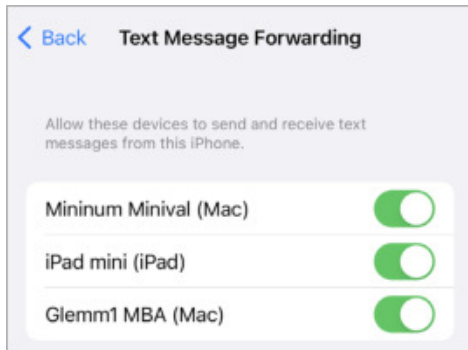 Back Text Message Forwarding
Allow these devices to send and receive text
messages from this iPhone.
Mininum Minival (Mac)
iPad mini (iPad)
Glemm1 MBA (Mac)